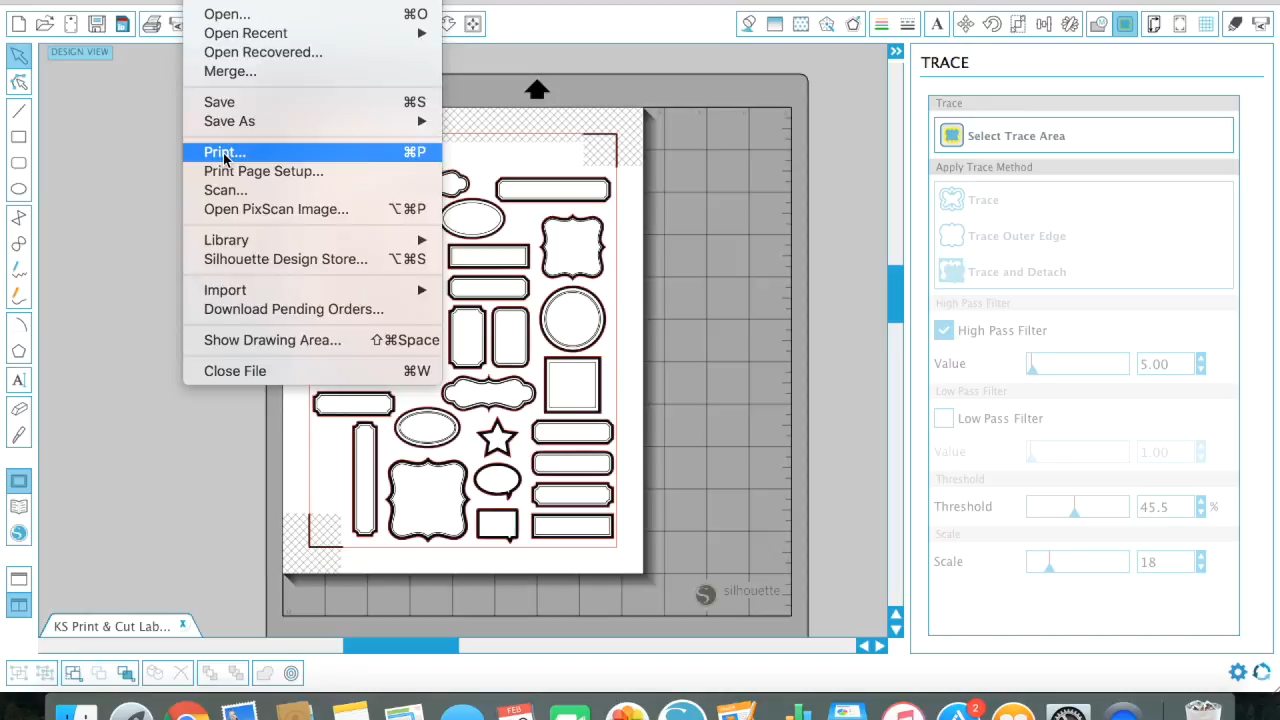 Open... ⌘O
Open Recent
Open Recovered...
Merge...
Save ⌘S
Save As
Print... ⌘P
Print Page Setup...
Scan...
Open PixScan Image... ⌥⌘P
Library
Silhouette Design Store... ⌥⌘S
Import
Download Pending Orders...
Show Drawing Area... ⇧⌘Space
Close File ⌘W
DESIGN VIEW
silhouette
KS Print & Cut Lab... x
TRACE
Trace
Select Trace Area
Apply Trace Method
Trace
Trace Outer Edge
Trace and Detach
High Pass Filter
High Pass Filter
Value 5.00
Low Pass Filter
Low Pass Filter
Value 1.00
Threshold
Threshold 45.5 %
Scale
Scale 18
FEB
2